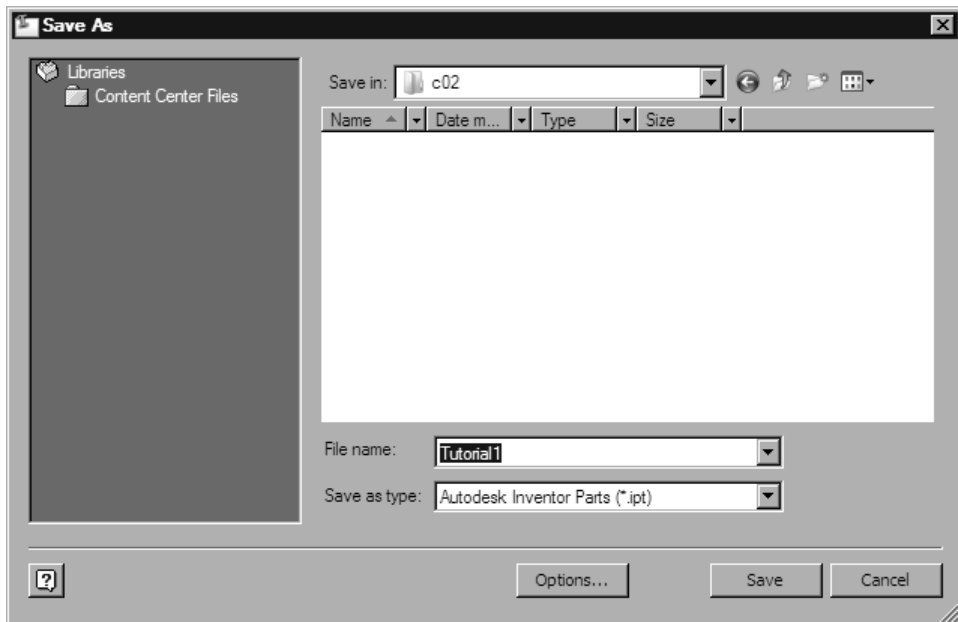 Save As
Libraries
Content Center Files
Save in: c02
Name Date m... Type Size
File name: Tutorial1
Save as type: Autodesk Inventor Parts (*.ipt)
Options... Save Cancel